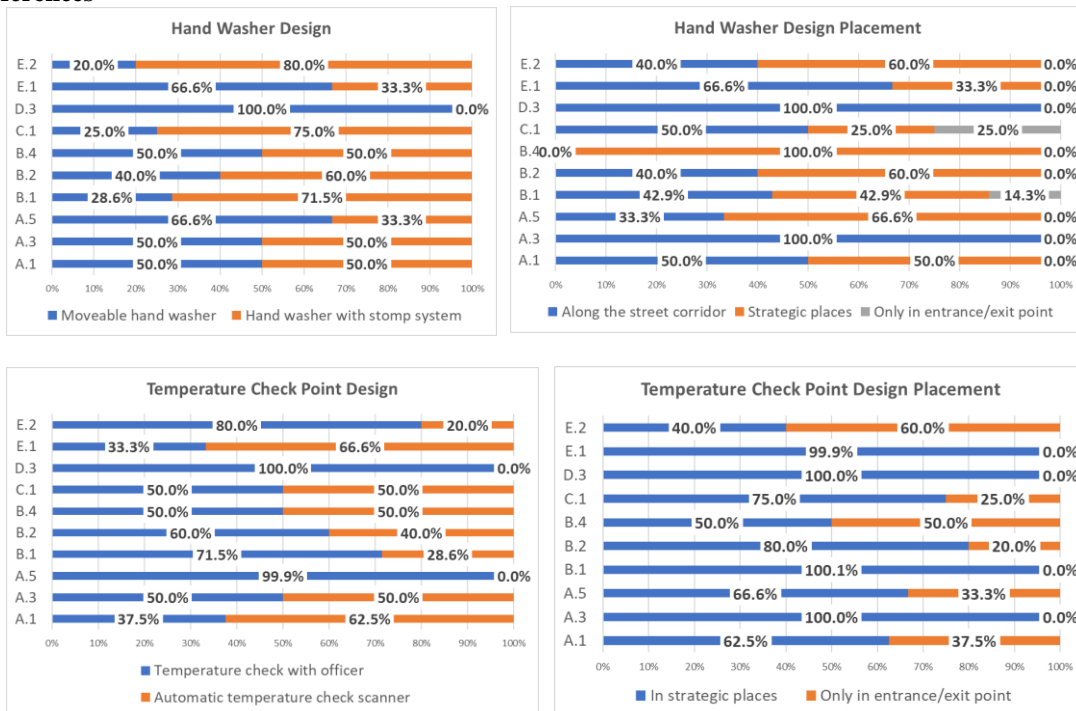 Hand Washer Design
E.2 20.0% 80.0%
E.1 66.6% 33.3%
D.3 100.0% 0.0%
C.1 25.0% 75.0%
B.4 50.0% 50.0%
B.2 40.0% 60.0%
B.1 28.6% 71.5%
A.5 66.6% 33.3%
A.3 50.0% 50.0%
A.1 50.0% 50.0%
0% 10% 20% 30% 40% 50% 60% 70% 80% 90% 100%
Moveable hand washer Hand washer with stomp system
Hand Washer Design Placement
E.2 40.0% 60.0% 0.0%
E.1 66.6% 33.3% 0.0%
D.3 100.0% 0.0%
C.1 50.0% 25.0% 25.0%
B.4 0.0% 100.0% 0.0%
B.2 40.0% 60.0% 0.0%
B.1 42.9% 42.9% 14.3%
A.5 33.3% 66.6% 0.0%
A.3 100.0% 0.0%
A.1 50.0% 50.0% 0.0%
0% 10% 20% 30% 40% 50% 60% 70% 80% 90% 100%
Along the street corridor Strategic places Only in entrance/exit point
Temperature Check Point Design
E.2 80.0% 20.0%
E.1 33.3% 66.6%
D.3 100.0% 0.0%
C.1 50.0% 50.0%
B.4 50.0% 50.0%
B.2 60.0% 40.0%
B.1 71.5% 28.6%
A.5 99.9% 0.0%
A.3 50.0% 50.0%
A.1 37.5% 62.5%
0% 10% 20% 30% 40% 50% 60% 70% 80% 90% 100%
Temperature check with officer
Automatic temperature check scanner
Temperature Check Point Design Placement
E.2 40.0% 60.0%
E.1 99.9% 0.0%
D.3 100.0% 0.0%
C.1 75.0% 25.0%
B.4 50.0% 50.0%
B.2 80.0% 20.0%
B.1 100.1% 0.0%
A.5 66.6% 33.3%
A.3 100.0% 0.0%
A.1 62.5% 37.5%
0% 10% 20% 30% 40% 50% 60% 70% 80% 90% 100%
In strategic places Only in entrance/exit point